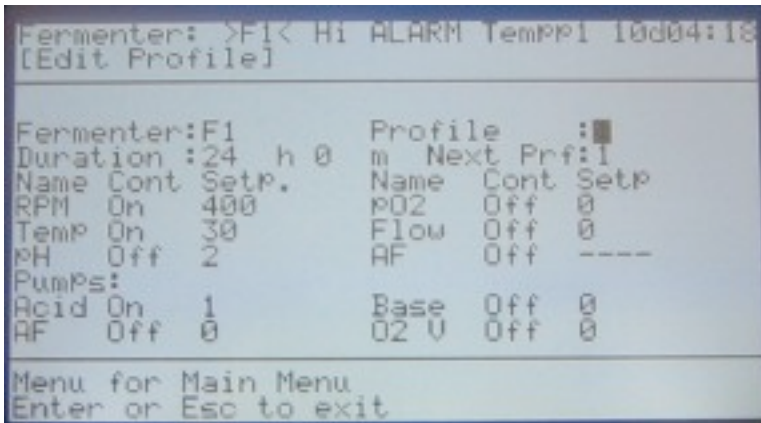 Fermenter: >F1< Hi ALARM TempP1 10d04:18
[Edit Profile]
Fermenter:F1 Profile :
Duration :24 h 0 m Next Prf:1
Name Cont SetP. Name Cont SetP
RPM On 400 pO2 Off 0
Temp On 30 Flow Off 0
pH Off 2 AF Off ----
Pumps:
Acid On 1 Base Off 0
AF Off 0 O2 V Off 0
Menu for Main Menu
Enter or Esc to exit